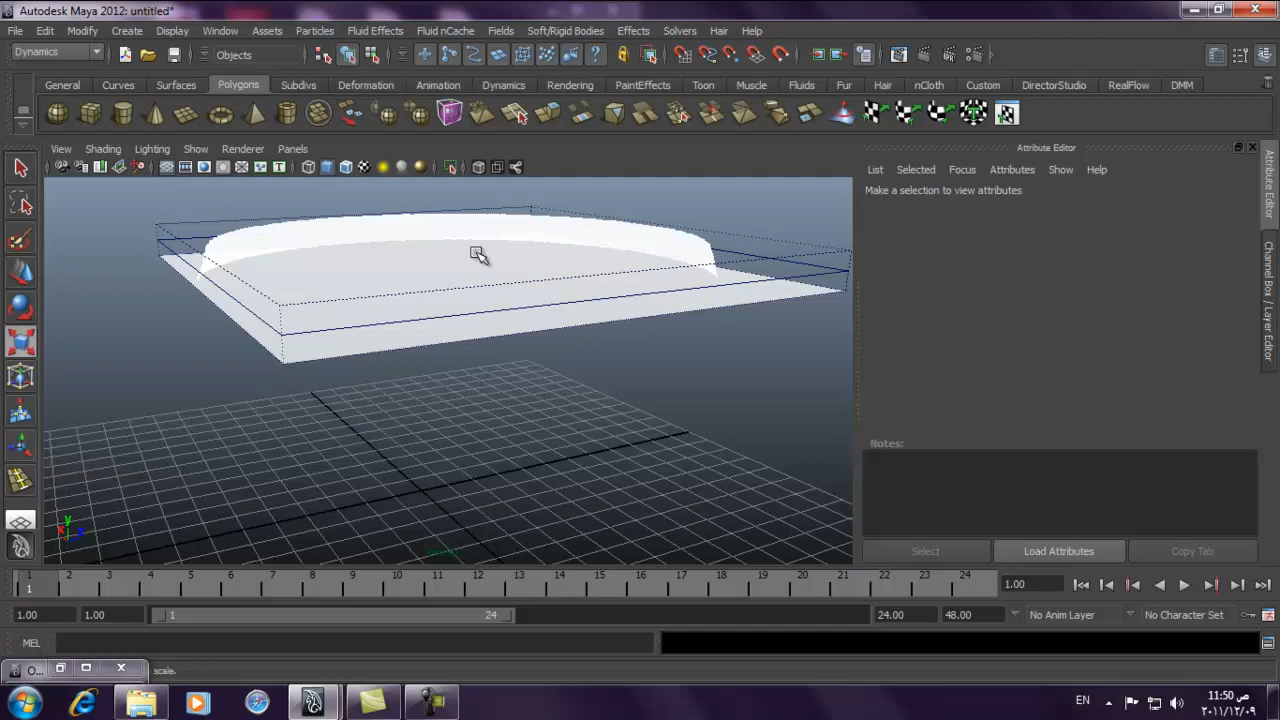 Autodesk Maya 2012: untitled*
File Edit Modify Create Display Window Assets Particles Fluid Effects Fluid nCache Fields Soft/Rigid Bodies Effects Solvers Hair Help
Dynamics Objects
General Curves Surfaces Polygons Subdivs Deformation Animation Dynamics Rendering PaintEffects Toon Muscle Fluids Fur Hair nCloth Custom DirectorStudio RealFlow DMM
View Shading Lighting Show Renderer Panels
Attribute Editor
List Selected Focus Attributes Show Help
Make a selection to view attributes
Attribute Editor
Channel Box / Layer Editor
Notes:
y
x
z
Select Load Attributes Copy Tab
1 2 3 4 5 6 7 8 9 10 11 12 13 14 15 16 17 18 19 20 21 22 23 24
1
1.00
1.00 1.00 1 24 24.00 48.00 No Anim Layer No Character Set
MEL
O... scale.
EN
11:50 ص
٢٠١١/١٢/٠٩